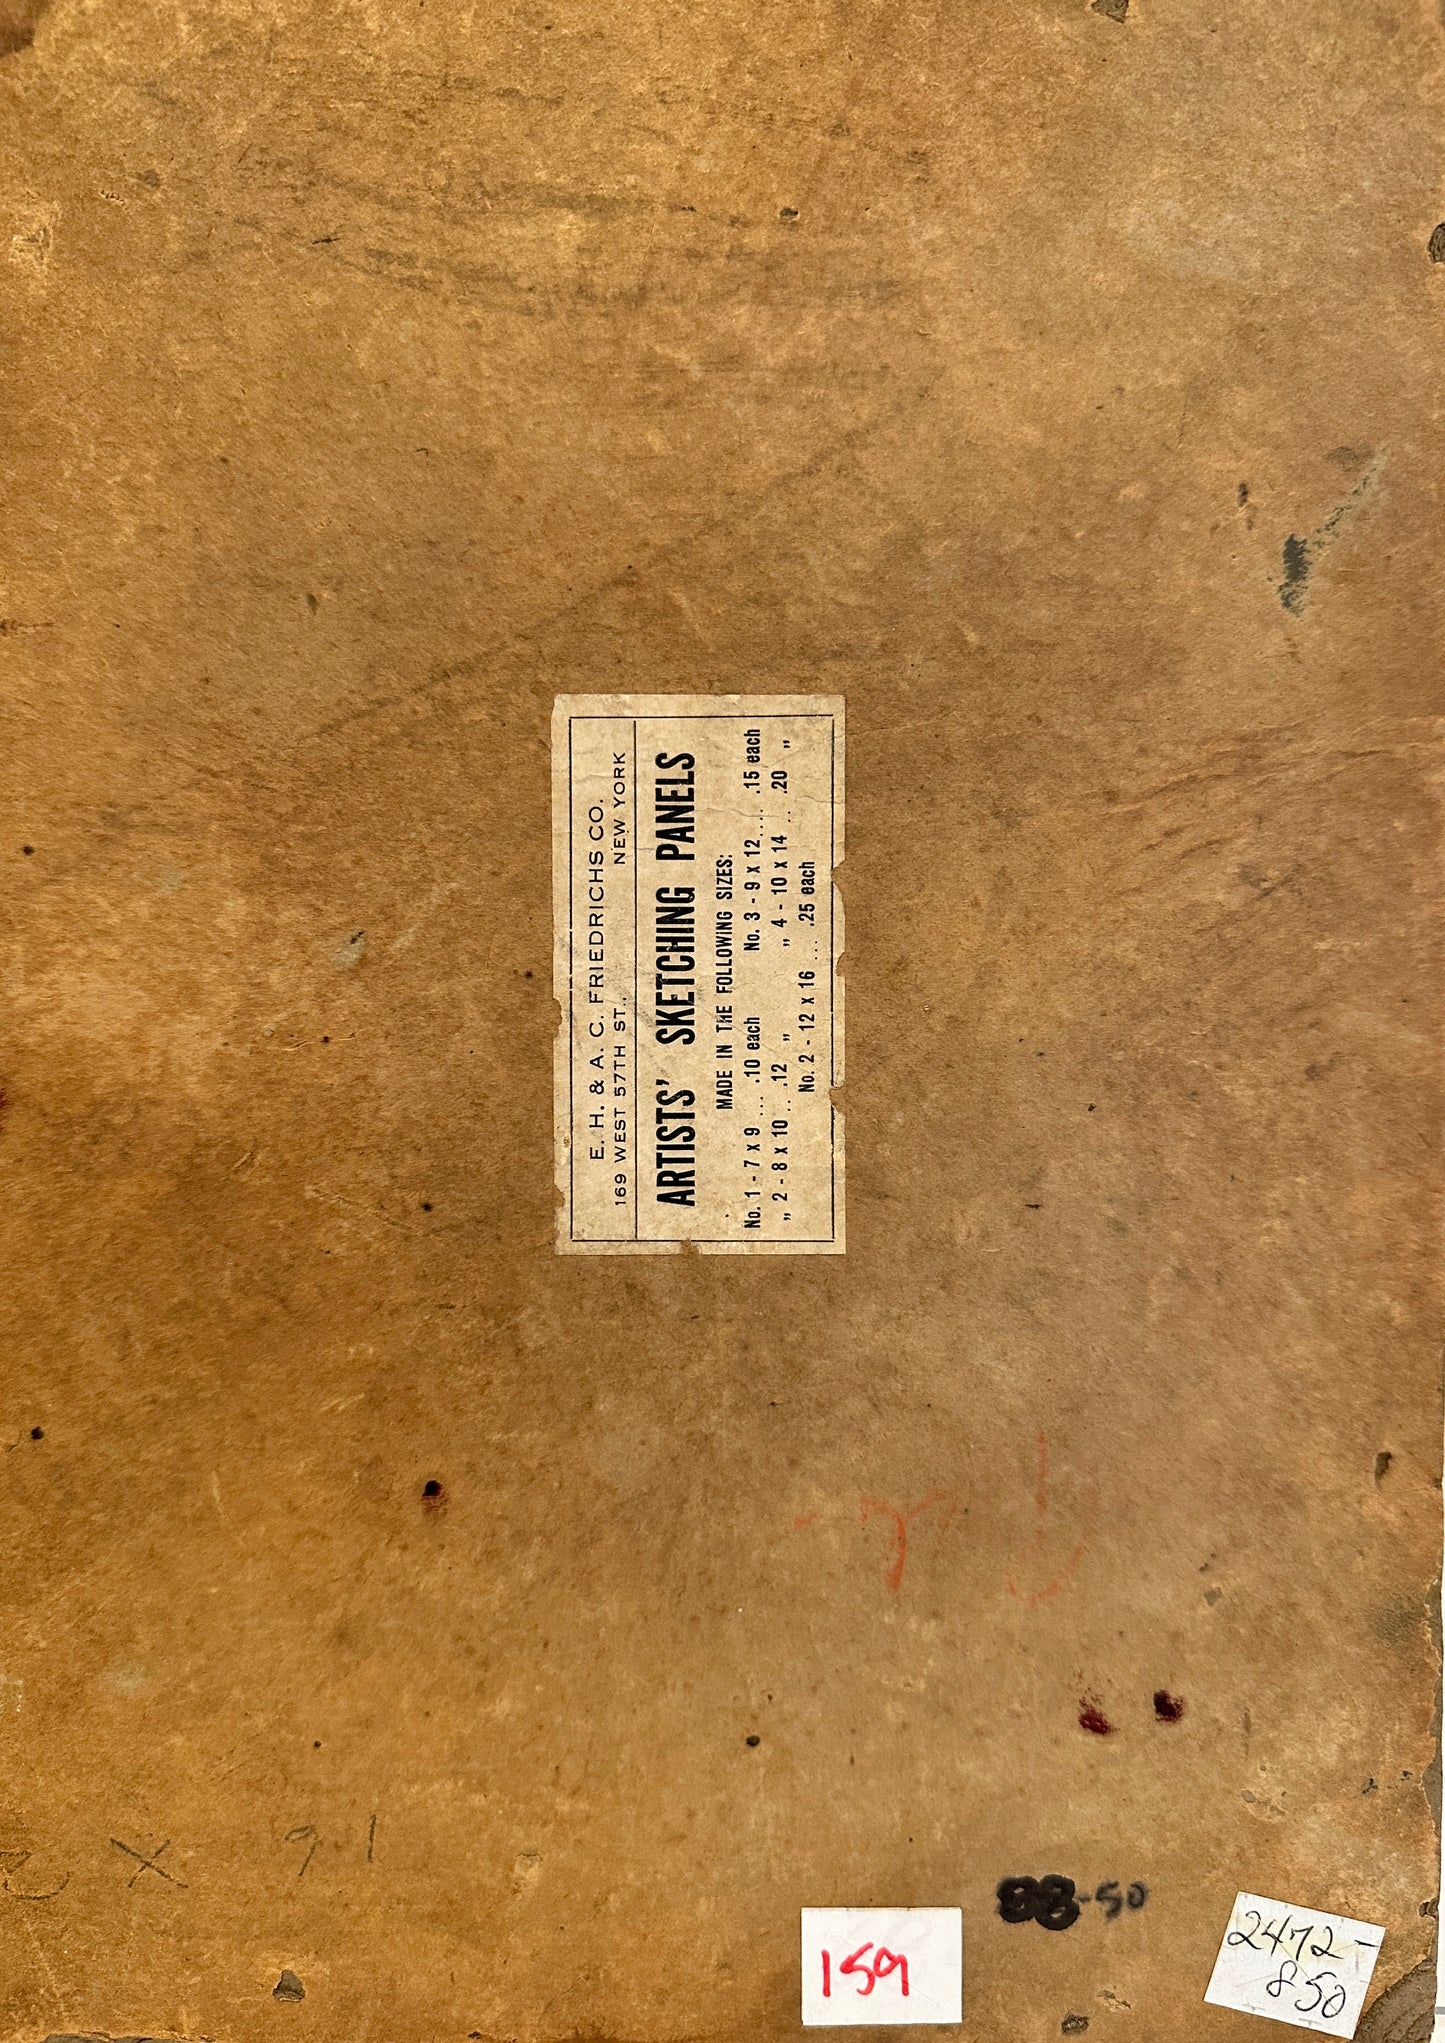 E. H. & A. C. FRIEDRICHS CO.
169 WEST 57TH ST., NEW YORK
ARTISTS' SKETCHING PANELS
MADE IN THE FOLLOWING SIZES:
No. 1 - 7 x 9 ... .10 each No. 3 - 9 x 12.... .15 each
„ 2 - 8 x 10 .. .12 „ „ 4 - 10 x 14 .. .20 „
No. 2 - 12 x 16 ... .25 each
x 91
88-50
159
2472-
850